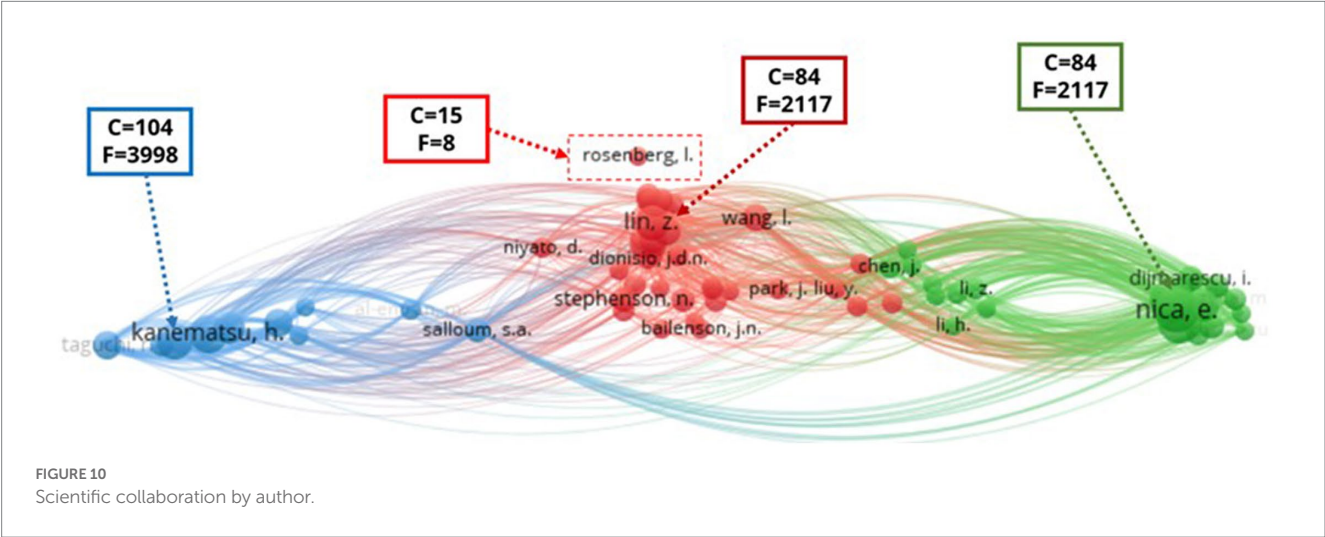 C=104
F=3998
C=15
F=8
C=84
F=2117
C=84
F=2117
rosenberg, l.
lin, z.
wang, l.
niyato, d.
dionisio, j.d.n.
chen, j.
dijmarescu, i.
stephenson, n.
park, j.
liu, y.
li, z.
nica, e.
kanematsu, h.
salloum, s.a.
bailenson, j.n.
li, h.
FIGURE 10
Scientific collaboration by author.